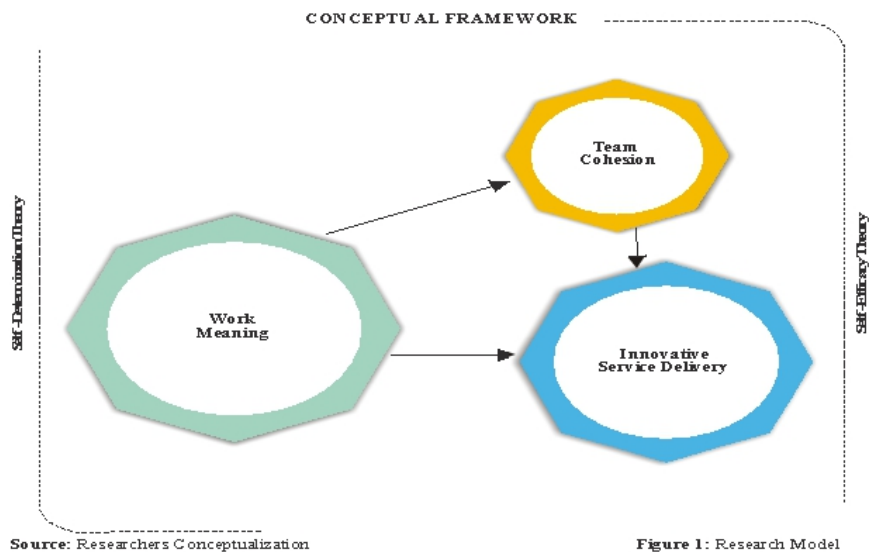 CONCEPTUAL FRAMEWORK
Team
Cohesion
Self-Determination Theory
Work
Meaning
Innovative
Service Delivery
Self-Efficacy Theory
Source: Researchers Conceptualization
Figure 1: Research Model